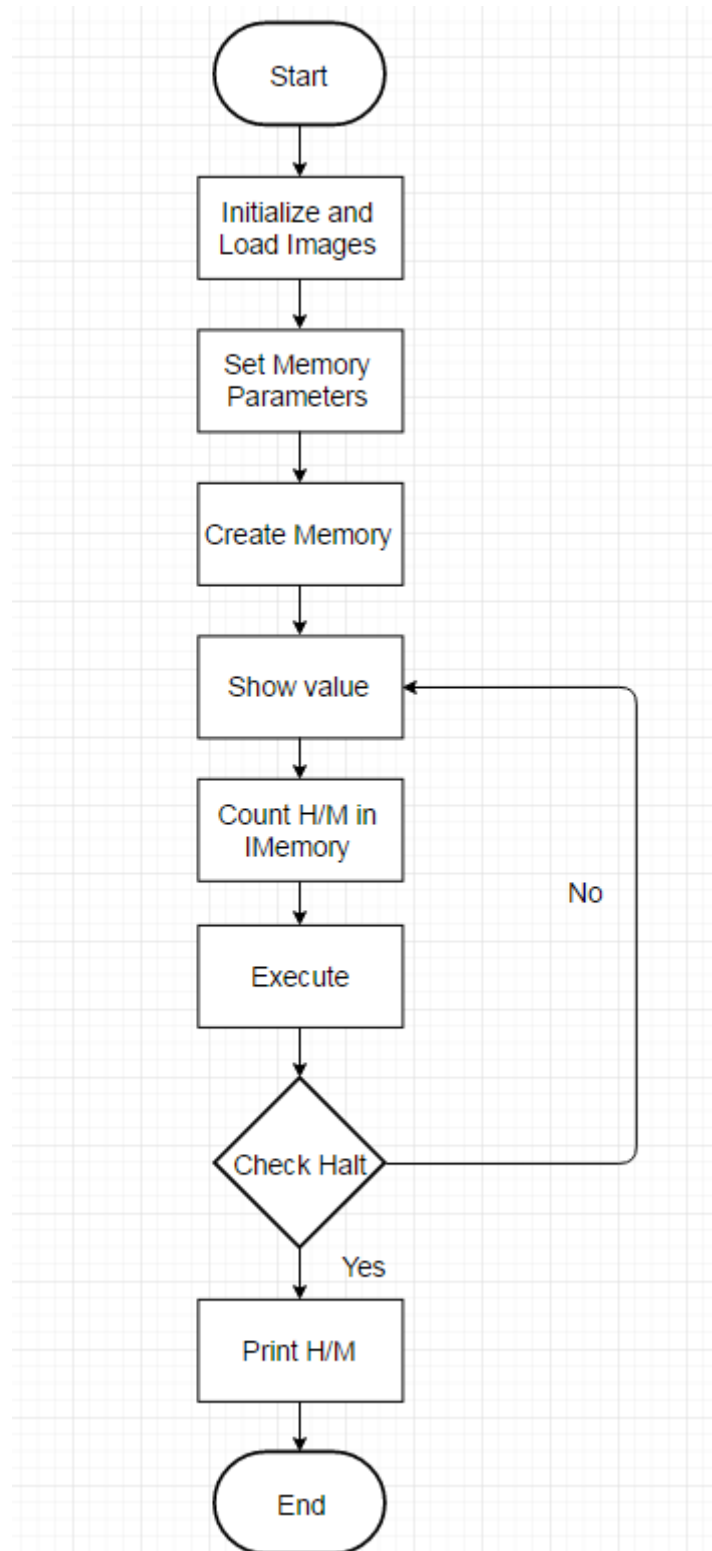 Start
Initialize and
Load Images
Set Memory
Parameters
Create Memory
Show value
Count H/M in
IMemory
No
Execute
Check Halt
Yes
Print H/M
End